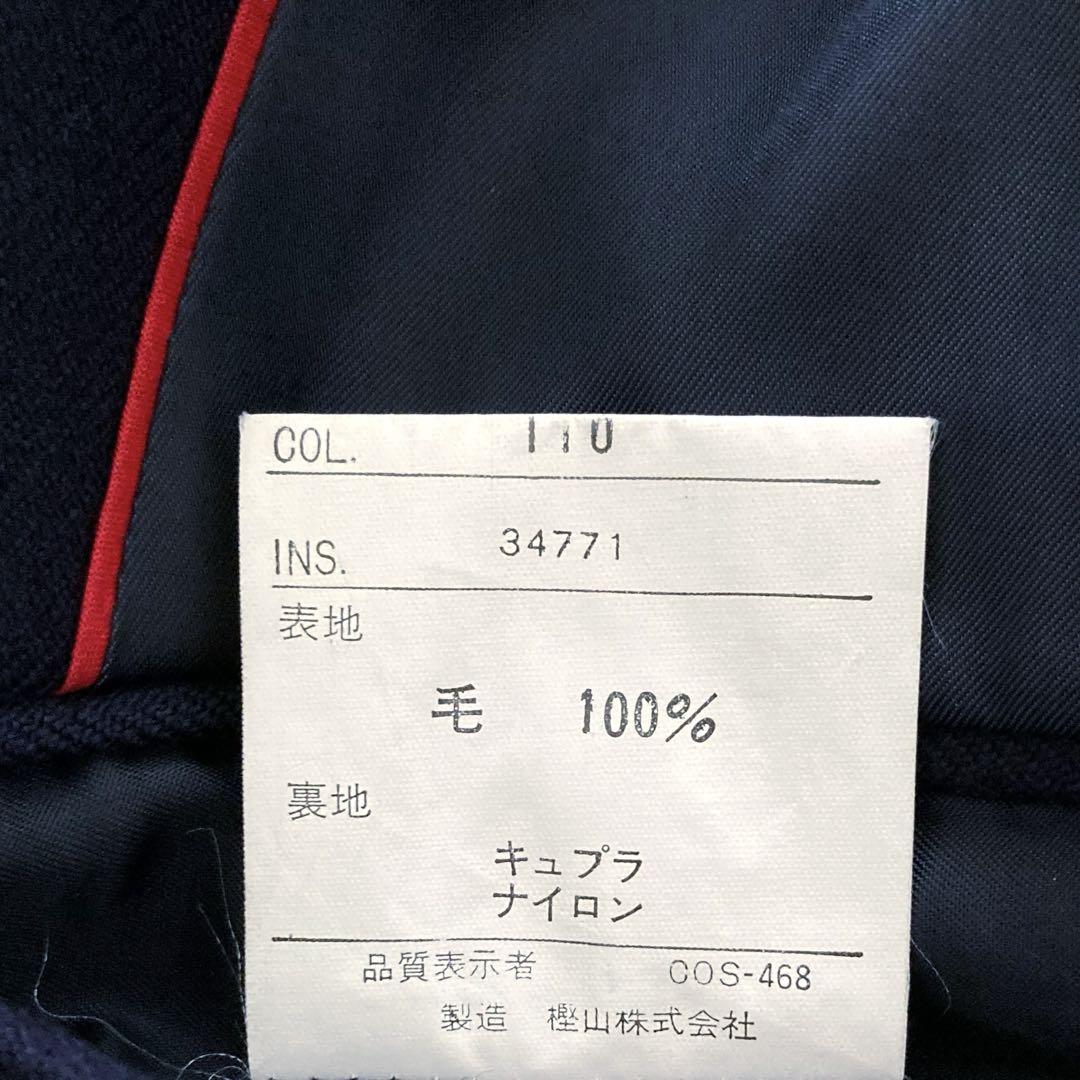 COL. 110
INS. 34771
表地
毛 100%
裏地
キュプラ
ナイロン
品質表示者 COS-468
製造 樫山株式会社